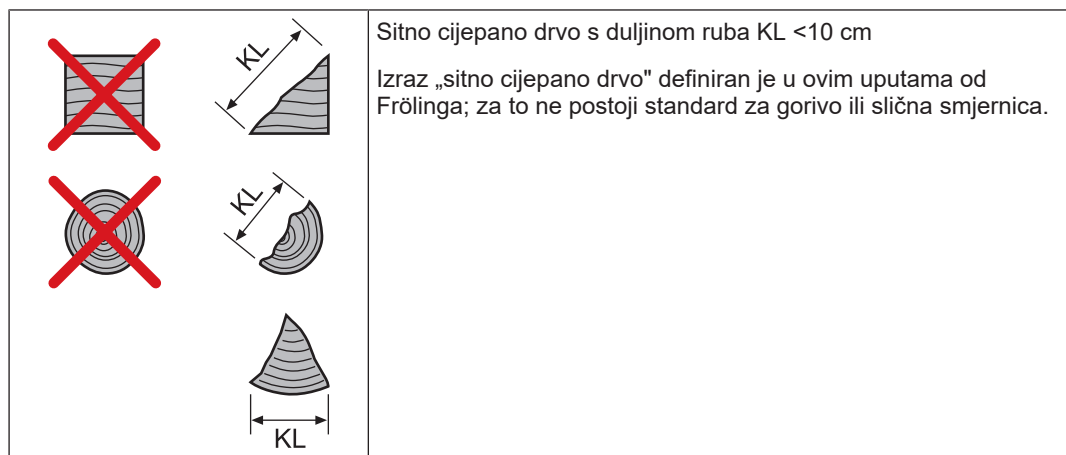 KL
KL
KL
Sitno cijepano drvo s duljinom ruba KL <10 cm
Izraz „sitno cijepano drvo" definiran je u ovim uputama od
Frölinga; za to ne postoji standard za gorivo ili slična smjernica.